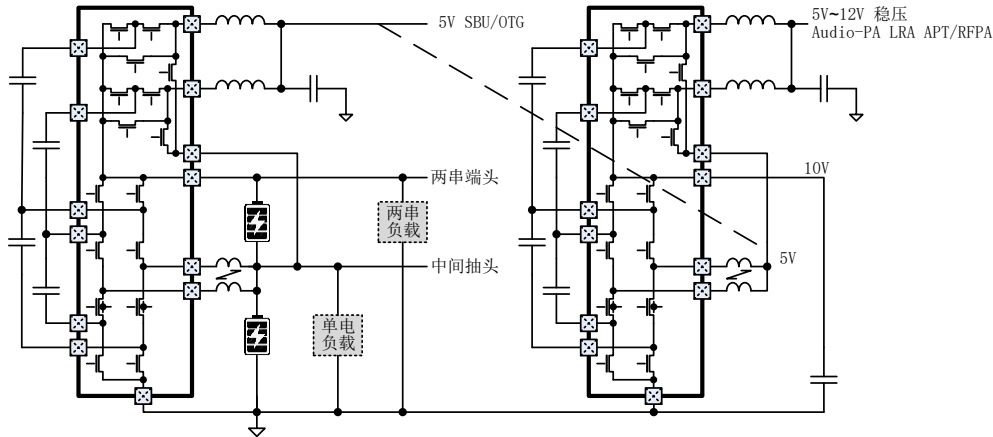 5V SBU/OTG
5V~12V 稳压
Audio-PA LRA APT/RFPA
两串端头
10V
两串
负载
中间抽头
5V
单电
负载